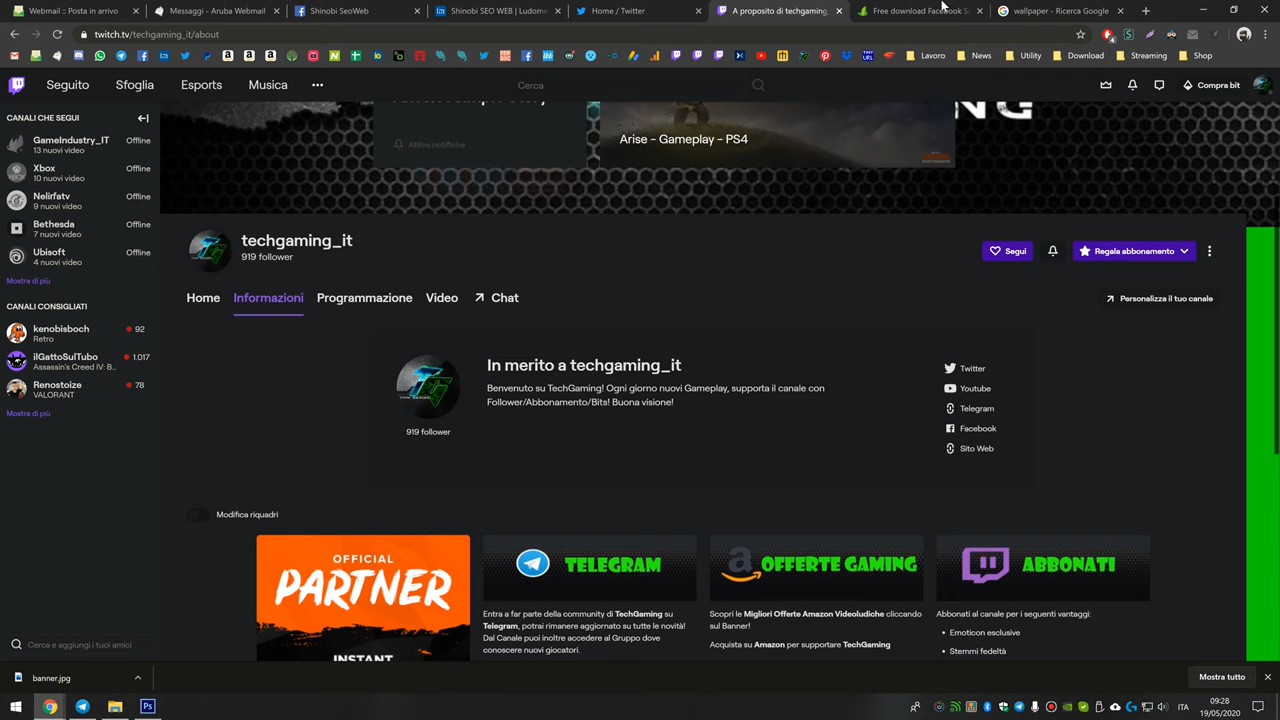 Webmail :: Posta in arrivo
Messaggi - Aruba Webmail
Shinobi SeoWeb
Shinobi SEO WEB | Ludome
Home / Twitter
A proposito di techgaming
Free download Facebook S
wallpaper - Ricerca Google
twitch.tv/techgaming_it/about
Lavoro
News
Utility
Download
Streaming
Shop
Seguito
Sfoglia
Esports
Musica
Cerca
Compra bit
CANALI CHE SEGUI
GameIndustry_IT
Offline
13 nuovi video
Xbox
Offline
10 nuovi video
Nelirfatv
Offline
9 nuovi video
Bethesda
Offline
7 nuovi video
Ubisoft
Offline
4 nuovi video
Mostra di più
CANALI CONSIGLIATI
kenobisboch
92
Retro
ilGattoSulTubo
1.017
Assassin's Creed IV: B...
Renostoize
78
VALORANT
Mostra di più
Cerca e aggiungi i tuoi amici
Attiva notifiche
Arise - Gameplay - PS4
techgaming_it
919 follower
Segui
Regala abbonamento
Home
Informazioni
Programmazione
Video
Chat
Personalizza il tuo canale
In merito a techgaming_it
Benvenuto su TechGaming! Ogni giorno nuovi Gameplay, supporta il canale con
Follower/Abbonamento/Bits! Buona visione!
919 follower
Twitter
Youtube
Telegram
Facebook
Sito Web
Modifica riquadri
OFFICIAL
PARTNER
INSTANT
TELEGRAM
Entra a far parte della community di TechGaming su
Telegram, potrai rimanere aggiornato su tutte le novità!
Dal Canale puoi inoltre accedere al Gruppo dove
conoscere nuovi giocatori.
OFFERTE GAMING
Scopri le Migliori Offerte Amazon Videoludiche cliccando
sul Banner!
Acquista su Amazon per supportare TechGaming
ABBONATI
Abbonati al canale per i seguenti vantaggi:
Emoticon esclusive
Stemmi fedeltà
banner.jpg
Mostra tutto
ITA
09:28
19/05/2020